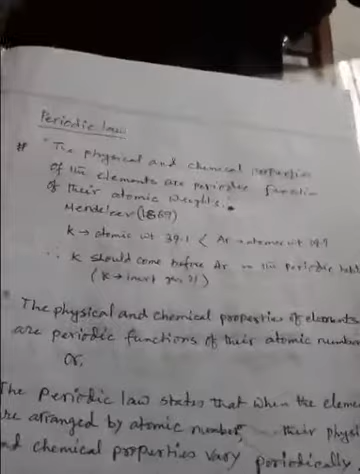 Periodic law
# "The physical and chemical properties
of the elements are periodic function
of their atomic weights."
Mendeleev (1869)
K → atomic wt 39.1 < Ar → atomic wt
∴ K should come before Ar in the periodic table
(K → inert gas ?!)
The physical and chemical properties of elements
are periodic functions of their atomic number
Or,
The Periodic law states that when the eleme
are arranged by atomic number, their physi
and chemical properties vary periodically